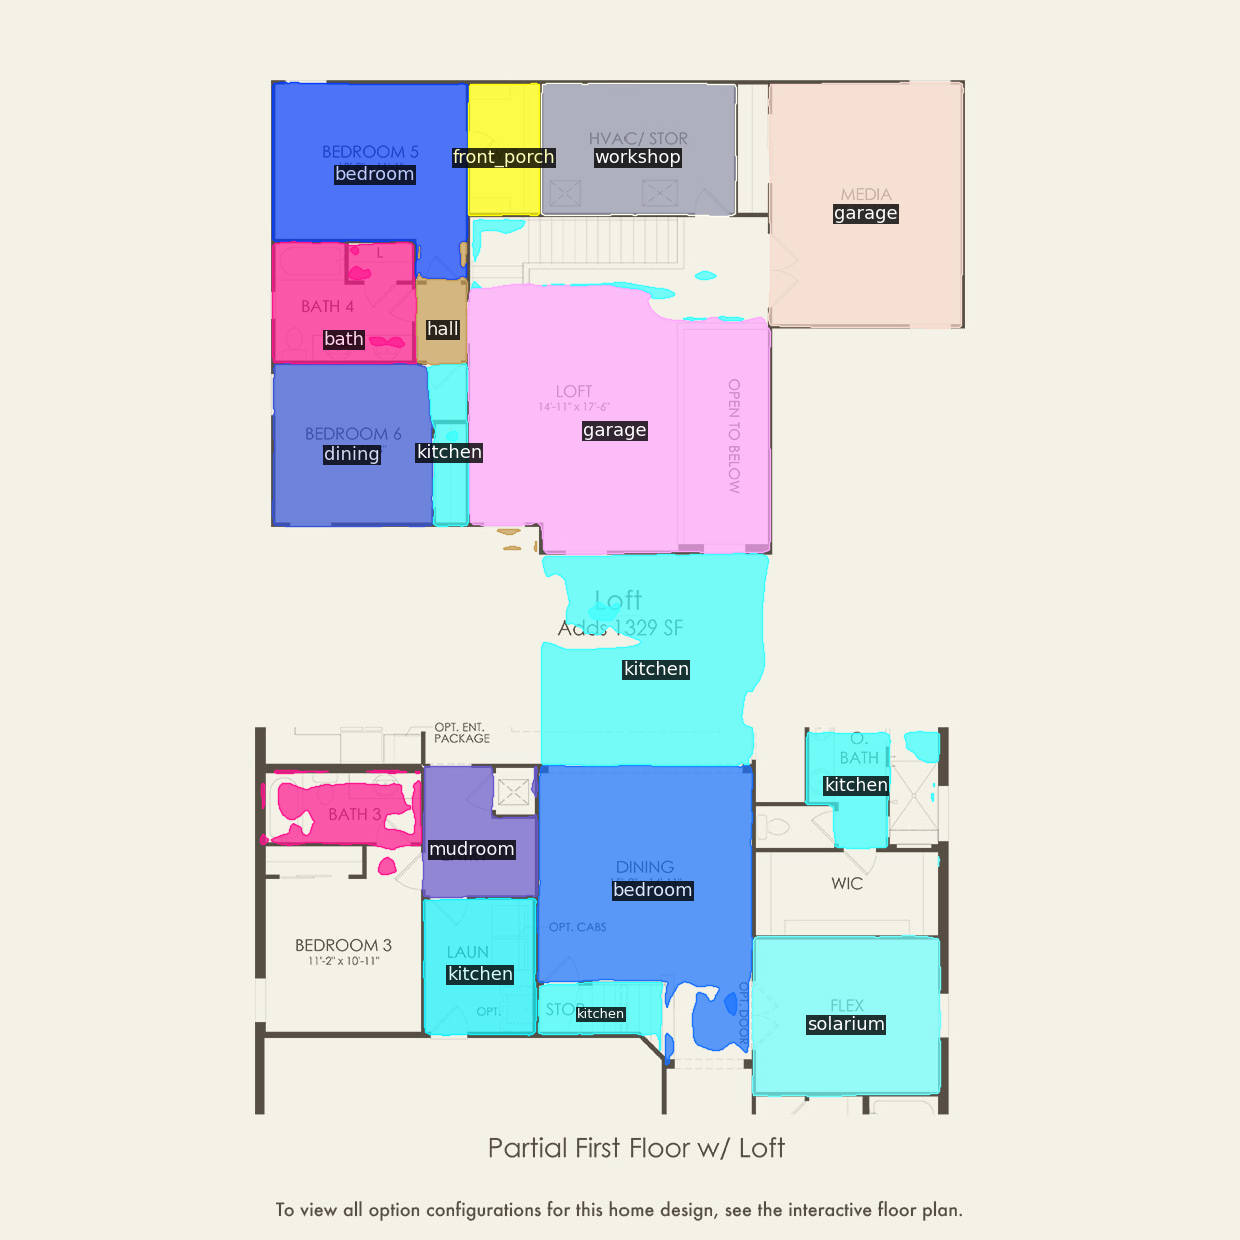 BEDROOM 5
bedroom
front_porch
HVAC/ STOR
workshop
MEDIA
garage
L
BATH 4
bath
hall
LOFT
14'-11" x 17'-6"
garage
OPEN TO BELOW
BEDROOM 6
dining
kitchen
Loft
Adds 1329 SF
kitchen
OPT. ENT.
PACKAGE
O.
BATH
kitchen
BATH 3
mudroom
DINING
bedroom
WIC
OPT. CABS
BEDROOM 3
11'-2" x 10'-11"
LAUN
kitchen
OPT.
STOR
kitchen
OPT. DOOR
FLEX
solarium
Partial First Floor w/ Loft
To view all option configurations for this home design, see the interactive floor plan.